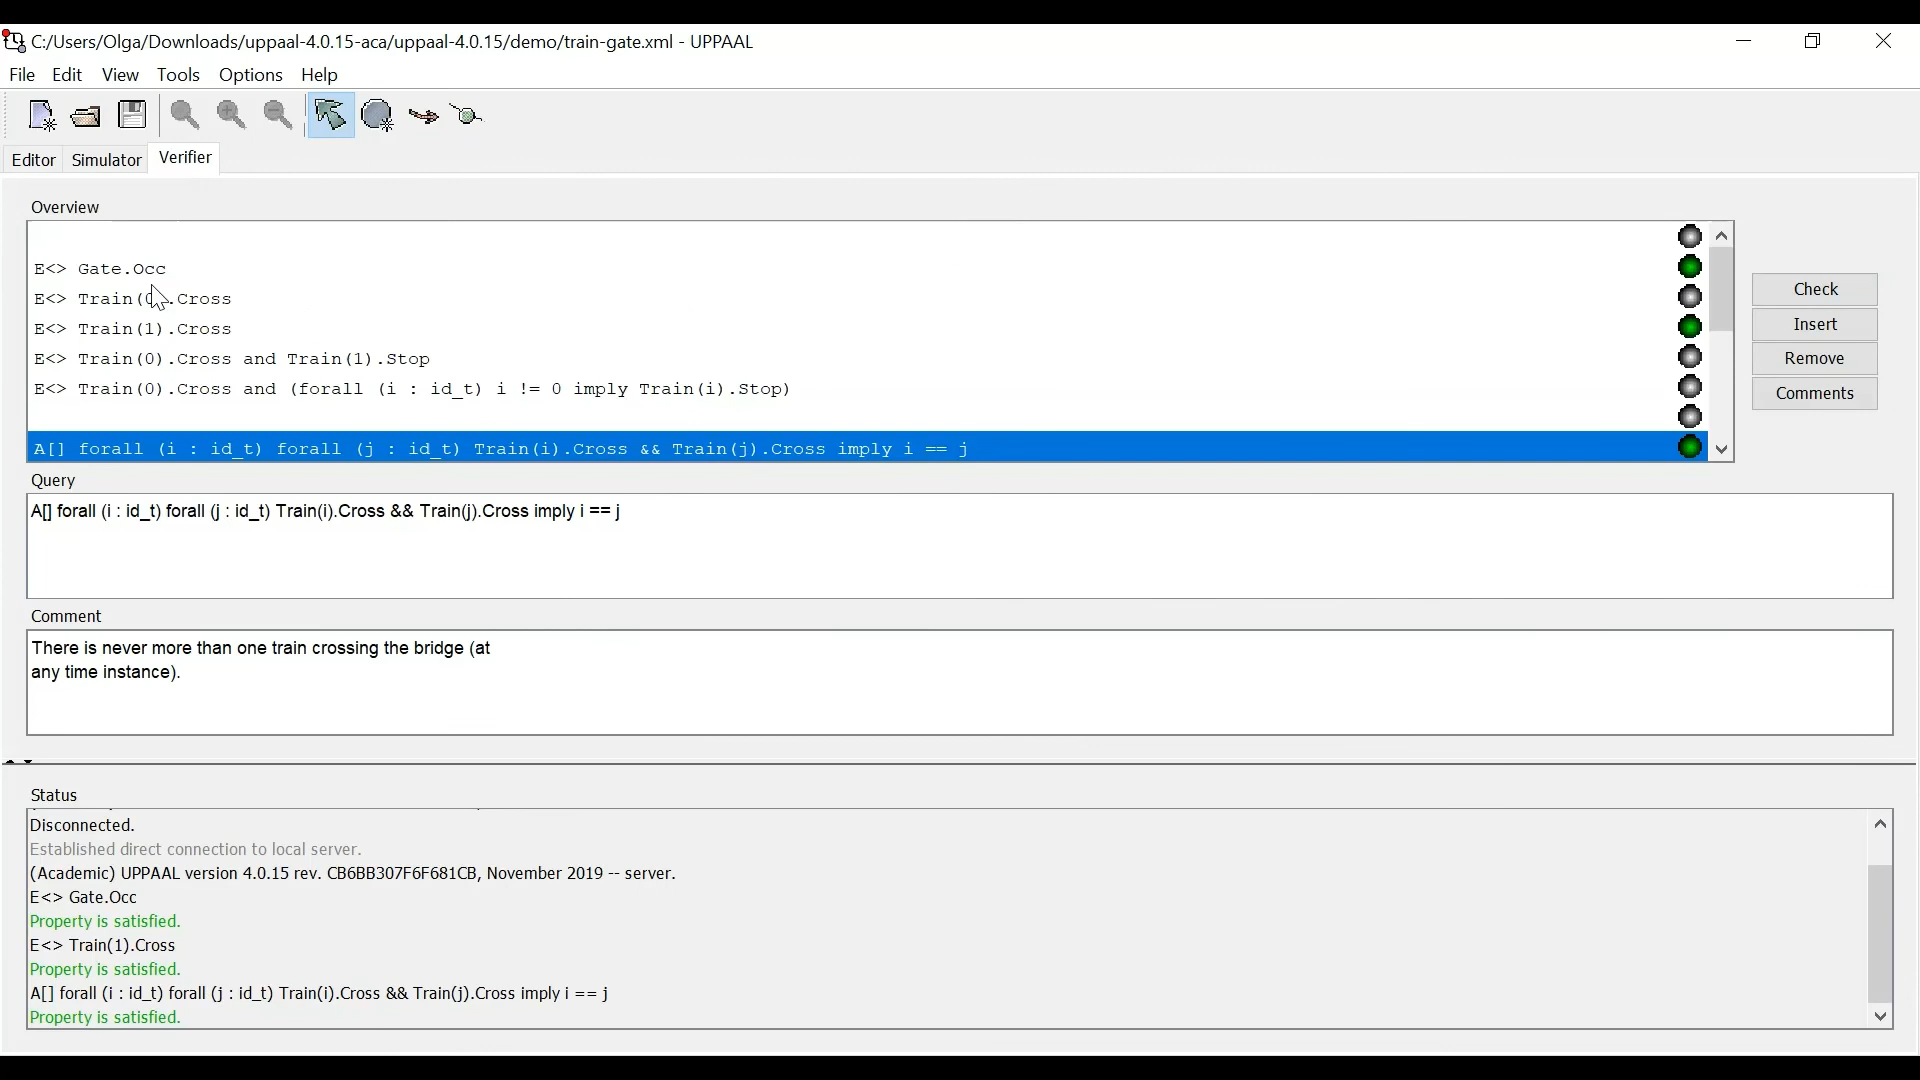 C:/Users/Olga/Downloads/uppaal-4.0.15-aca/uppaal-4.0.15/demo/train-gate.xml - UPPAAL
File Edit View Tools Options Help
Editor Simulator Verifier
Overview
E<> Gate.Occ
E<> Train(0).Cross
E<> Train(1).Cross
E<> Train(0).Cross and Train(1).Stop
E<> Train(0).Cross and (forall (i : id_t) i != 0 imply Train(i).Stop)
A[] forall (i : id_t) forall (j : id_t) Train(i).Cross && Train(j).Cross imply i == j
Check
Insert
Remove
Comments
Query
A[] forall (i : id_t) forall (j : id_t) Train(i).Cross && Train(j).Cross imply i == j
Comment
There is never more than one train crossing the bridge (at
any time instance).
Status
Disconnected.
Established direct connection to local server.
(Academic) UPPAAL version 4.0.15 rev. CB6BB307F6F681CB, November 2019 -- server.
E<> Gate.Occ
Property is satisfied.
E<> Train(1).Cross
Property is satisfied.
A[] forall (i : id_t) forall (j : id_t) Train(i).Cross && Train(j).Cross imply i == j
Property is satisfied.